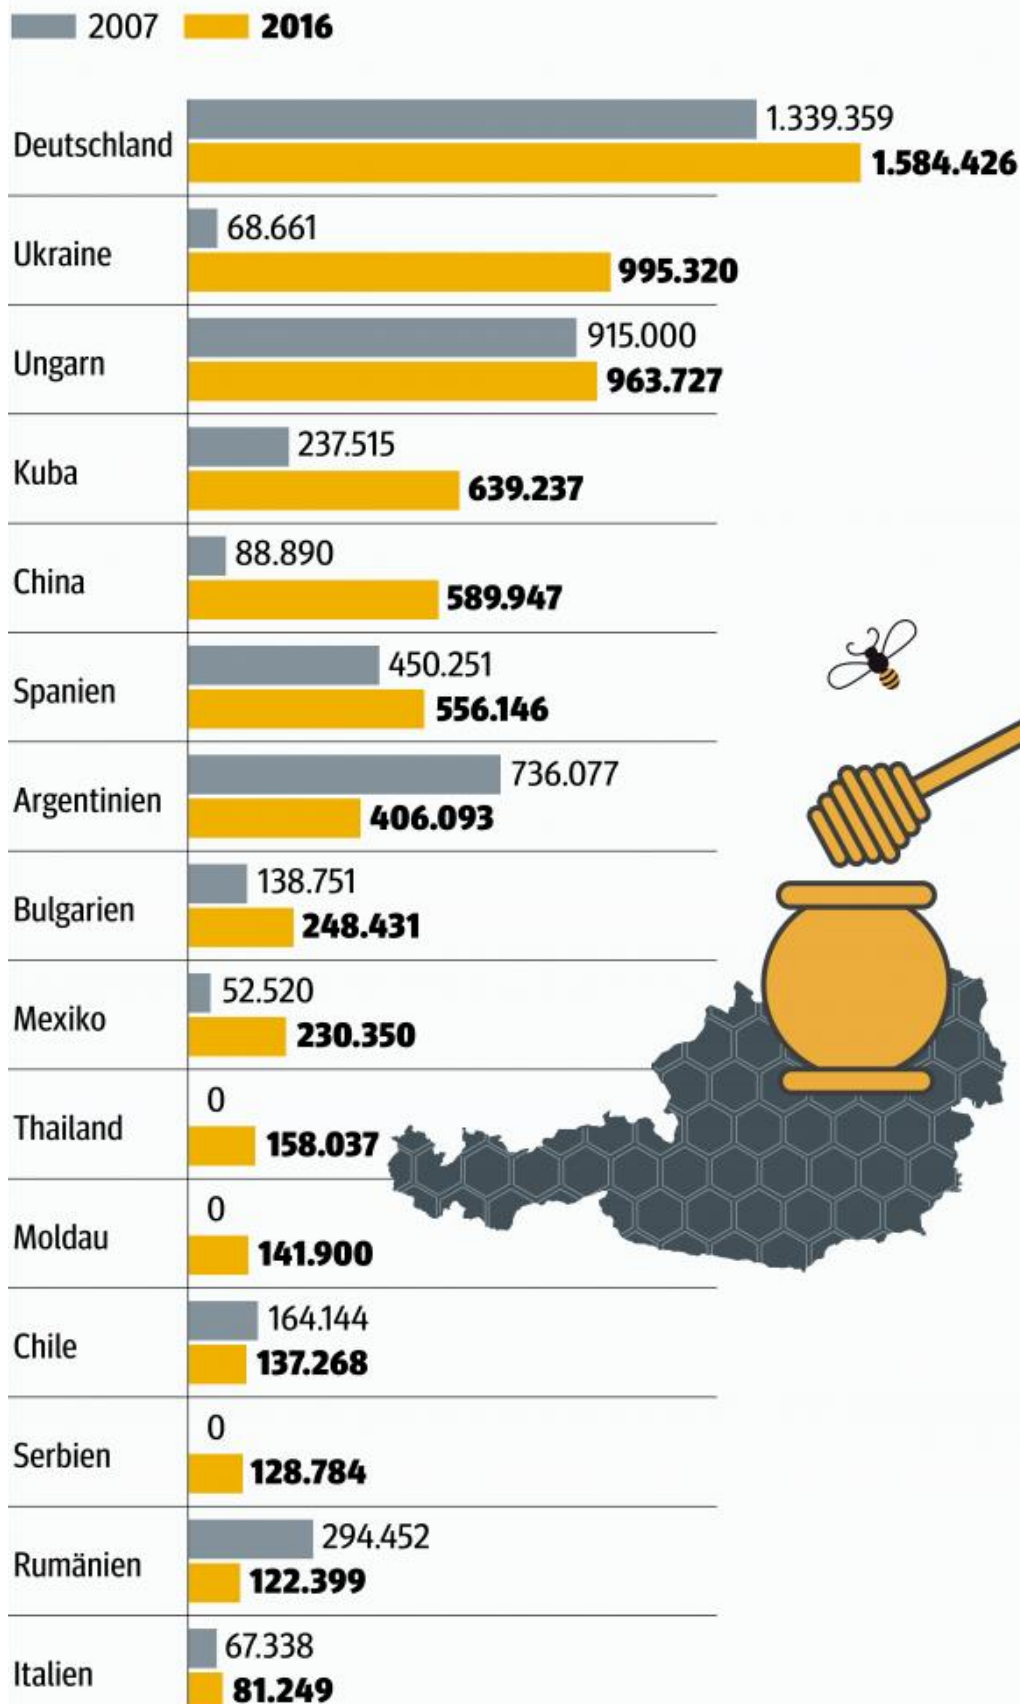 2007 2016
1.339.359
Deutschland
1.584.426
68.661
Ukraine
995.320
915.000
Ungarn
963.727
237.515
Kuba
639.237
88.890
China
589.947
450.251
Spanien
556.146
736.077
Argentinien
406.093
138.751
Bulgarien
248.431
52.520
Mexiko
230.350
0
Thailand
158.037
0
Moldau
141.900
164.144
Chile
137.268
0
Serbien
128.784
294.452
Rumänien
122.399
67.338
Italien
81.249